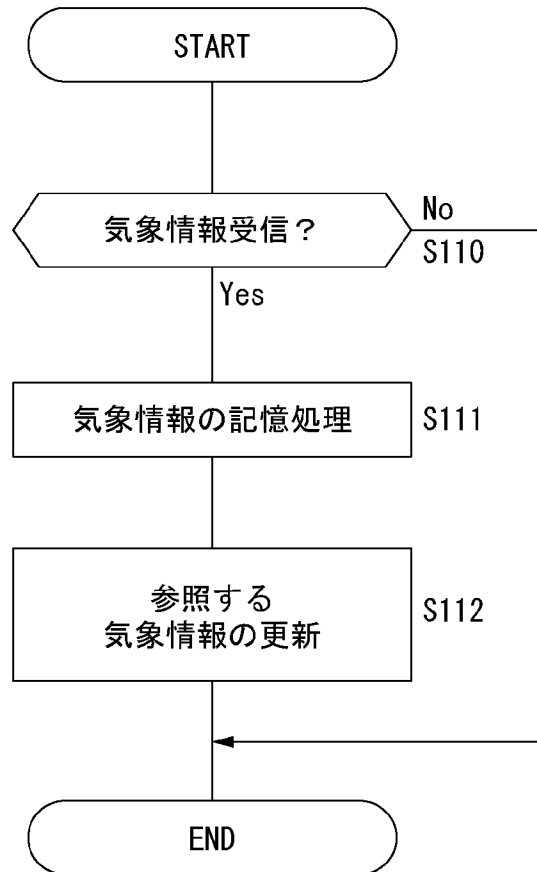 START
気象情報受信？
No
S110
Yes
気象情報の記憶処理
S111
参照する
気象情報の更新
S112
END